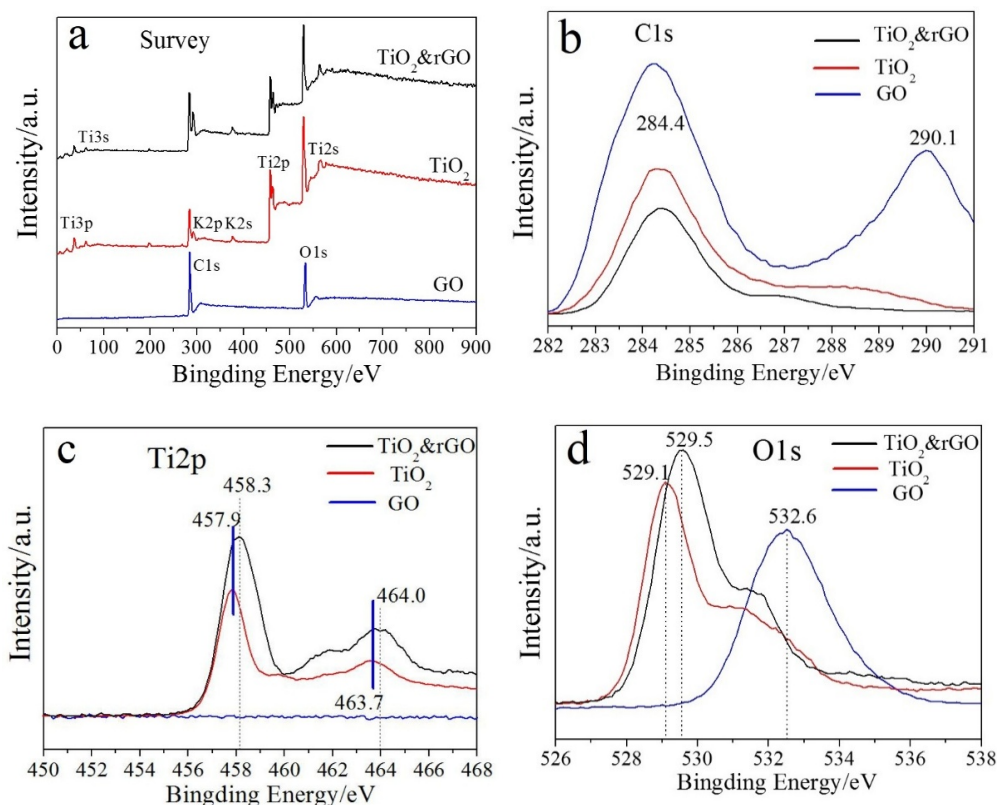 a
Survey
TiO2&rGO
Ti3s
Ti2p
Ti2s
TiO2
Ti3p
K2p K2s
C1s
O1s
GO
Intensity/a.u.
0 100 200 300 400 500 600 700 800 900
Bingding Energy/eV
b
C1s
TiO2&rGO
TiO2
GO
284.4
290.1
Intensity/a.u.
282 283 284 285 286 287 288 289 290 291
Bingding Energy/eV
c
Ti2p
TiO2&rGO
TiO2
GO
458.3
457.9
464.0
463.7
Intensity/a.u.
450 452 454 456 458 460 462 464 466 468
Bingding Energy/eV
d
O1s
TiO2&rGO
TiO2
GO
529.5
529.1
532.6
Intensity/a.u.
526 528 530 532 534 536 538
Bingding Energy/eV